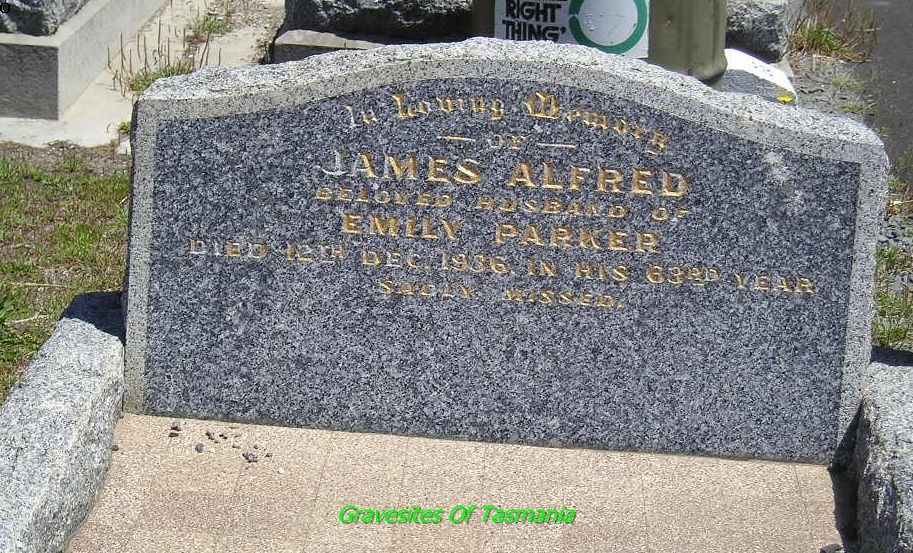 RIGHT
THING'
In Loving Memory
— OF —
JAMES ALFRED
BELOVED HUSBAND OF
EMILY PARKER
DIED 12TH DEC. 1936, IN HIS 63RD YEAR
SADLY MISSED.
Gravesites Of Tasmania